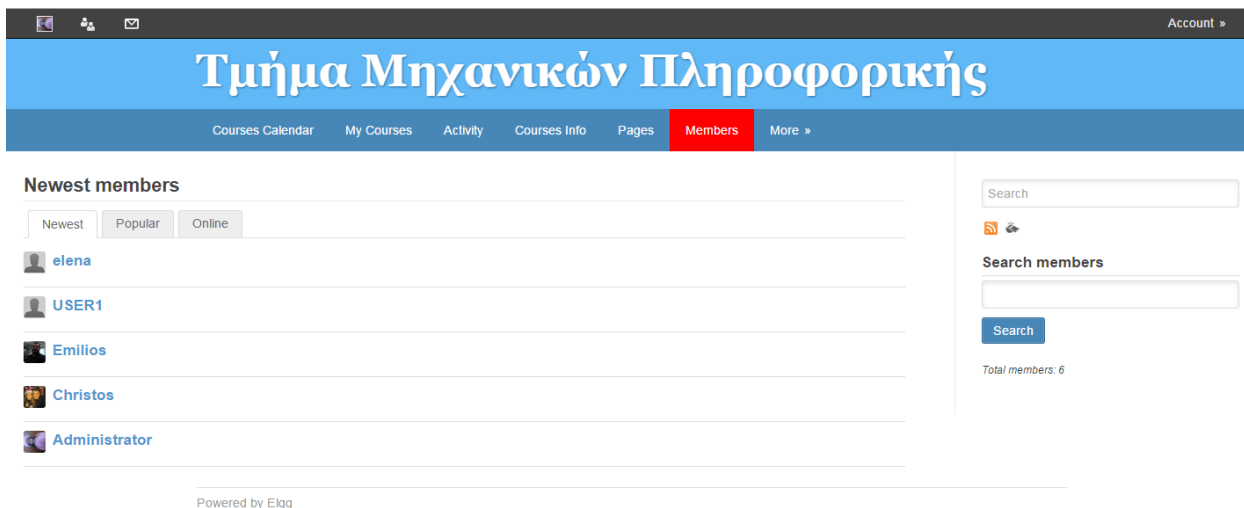 Account »
Τμήμα Μηχανικών Πληροφορικής
Courses Calendar My Courses Activity Courses Info Pages Members More »
Newest members
Newest Popular Online
elena
USER1
Emilios
Christos
Administrator
Search
Search members
Search
Total members: 6
Powered by Elgg